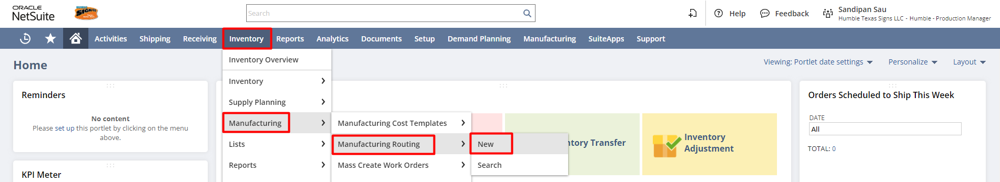 ORACLE
NETSUITE
SIGNCO
Search
Help
Feedback
Sandipan Sau
Humble Texas Signs LLC - Humble - Production Manager
Activities Shipping Receiving Inventory Reports Analytics Documents Setup Demand Planning Manufacturing SuiteApps Support
Home
Viewing: Portlet date settings Personalize Layout
Inventory Overview
Inventory
Supply Planning
Manufacturing
Lists
Reports
Manufacturing Cost Templates
Manufacturing Routing
Mass Create Work Orders
New
Search
Reminders
No content
Please set up this portlet by clicking on the menu
above.
KPI Meter
ntory Transfer
Inventory
Adjustment
Orders Scheduled to Ship This Week
DATE
All
TOTAL: 0